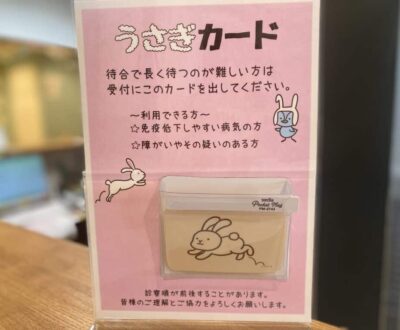 うさぎカード
待合で長く待つのが難しい方は
受付にこのカードを出してください。
～利用できる方～
☆免疫低下しやすい病気の方
☆障がいやその疑いのある方
Pocket Mag
診察順が前後することがあります。
皆様のご理解とご協力をよろしくお願いします。